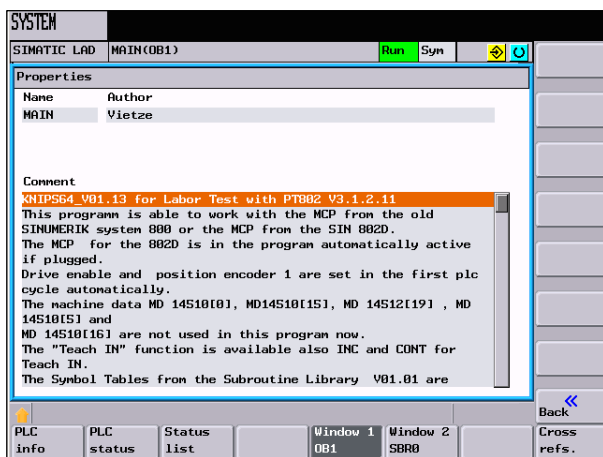 SYSTEM
SIMATIC LAD MAIN(OB1) Run Sym
Properties
Name Author
MAIN Vietze
Comment
KNIPS64_V01.13 for Labor Test with PT802 V3.1.2.11
This programm is able to work with the MCP from the old
SINUMERIK system 800 or the MCP from the SIN 802D.
The MCP for the 802D is in the program automatically active
if plugged.
Drive enable and position encoder 1 are set in the first plc
cycle automatically.
The machine data MD 14510[0], MD14510[15], MD 14512[19] , MD
14510[5] and
MD 14510[16] are not used in this program now.
The "Teach IN" function is available also INC and CONT for
Teach IN.
The Symbol Tables from the Subroutine Library V01.01 are
Back
PLC info
PLC status
Status list
Window 1 OB1
Window 2 SBR0
Cross refs.